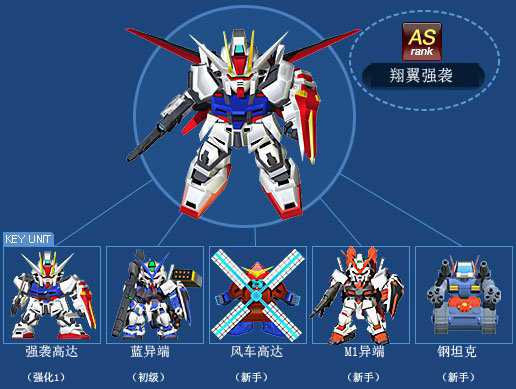 AS
rank
翔翼强袭
KEY UNIT
强袭高达 蓝异端 风车高达 M1异端 钢坦克
（强化1） （初级） （新手） （新手） （新手）